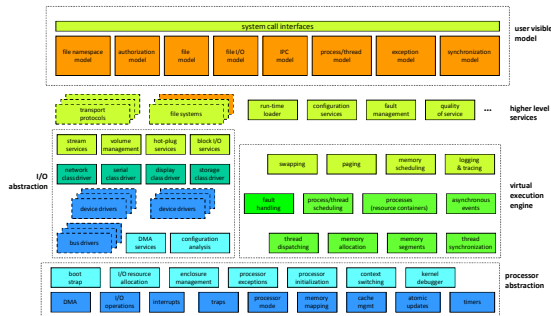 system call interfaces
user visible
model
file namespace
model
authorization
model
file
model
file I/O
model
IPC
model
process/thread
model
exception
model
synchronization
model
transport
protocols
file systems
run-time
loader
configuration
services
fault
management
quality
of service
...
higher level
services
stream
services
volume
management
hot-plug
services
block I/O
services
network
class driver
serial
class driver
display
class driver
storage
class driver
I/O
abstraction
device drivers
device drivers
bus drivers
DMA
services
configuration
analysis
swapping
paging
memory
scheduling
logging
& tracing
fault
handling
process/thread
scheduling
processes
(resource containers)
asynchronous
events
virtual
execution
engine
thread
dispatching
memory
allocation
memory
segments
thread
synchronization
boot
strap
I/O resource
allocation
enclosure
management
processor
exceptions
processor
initialization
context
switching
kernel
debugger
processor
abstraction
DMA
I/O
operations
interrupts
traps
processor
mode
memory
mapping
cache
mgmt
atomic
updates
timers